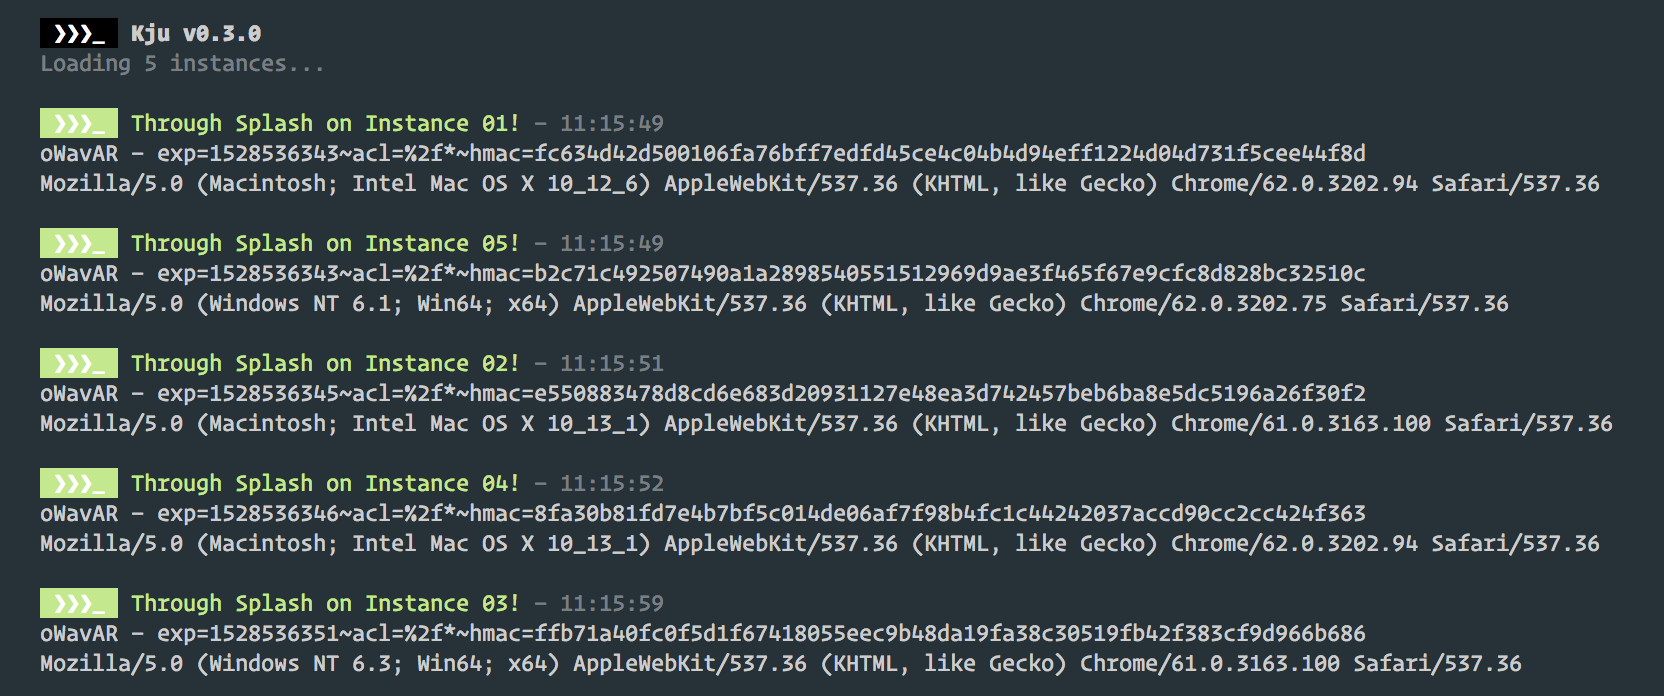 ❯❯❯_ Kju v0.3.0
Loading 5 instances...
❯❯❯_ Through Splash on Instance 01! – 11:15:49
oWavAR – exp=1528536343~acl=%2f*~hmac=fc634d42d500106fa76bff7edfd45ce4c04b4d94eff1224d04d731f5cee44f8d
Mozilla/5.0 (Macintosh; Intel Mac OS X 10_12_6) AppleWebKit/537.36 (KHTML, like Gecko) Chrome/62.0.3202.94 Safari/537.36
❯❯❯_ Through Splash on Instance 05! – 11:15:49
oWavAR – exp=1528536343~acl=%2f*~hmac=b2c71c492507490a1a2898540551512969d9ae3f465f67e9cfc8d828bc32510c
Mozilla/5.0 (Windows NT 6.1; Win64; x64) AppleWebKit/537.36 (KHTML, like Gecko) Chrome/62.0.3202.75 Safari/537.36
❯❯❯_ Through Splash on Instance 02! – 11:15:51
oWavAR – exp=1528536345~acl=%2f*~hmac=e550883478d8cd6e683d20931127e48ea3d742457beb6ba8e5dc5196a26f30f2
Mozilla/5.0 (Macintosh; Intel Mac OS X 10_13_1) AppleWebKit/537.36 (KHTML, like Gecko) Chrome/61.0.3163.100 Safari/537.36
❯❯❯_ Through Splash on Instance 04! – 11:15:52
oWavAR – exp=1528536346~acl=%2f*~hmac=8fa30b81fd7e4b7bf5c014de06af7f98b4fc1c44242037accd90cc2cc424f363
Mozilla/5.0 (Macintosh; Intel Mac OS X 10_13_1) AppleWebKit/537.36 (KHTML, like Gecko) Chrome/62.0.3202.94 Safari/537.36
❯❯❯_ Through Splash on Instance 03! – 11:15:59
oWavAR – exp=1528536351~acl=%2f*~hmac=ffb71a40fc0f5d1f67418055eec9b48da19fa38c30519fb42f383cf9d966b686
Mozilla/5.0 (Windows NT 6.3; Win64; x64) AppleWebKit/537.36 (KHTML, like Gecko) Chrome/61.0.3163.100 Safari/537.36